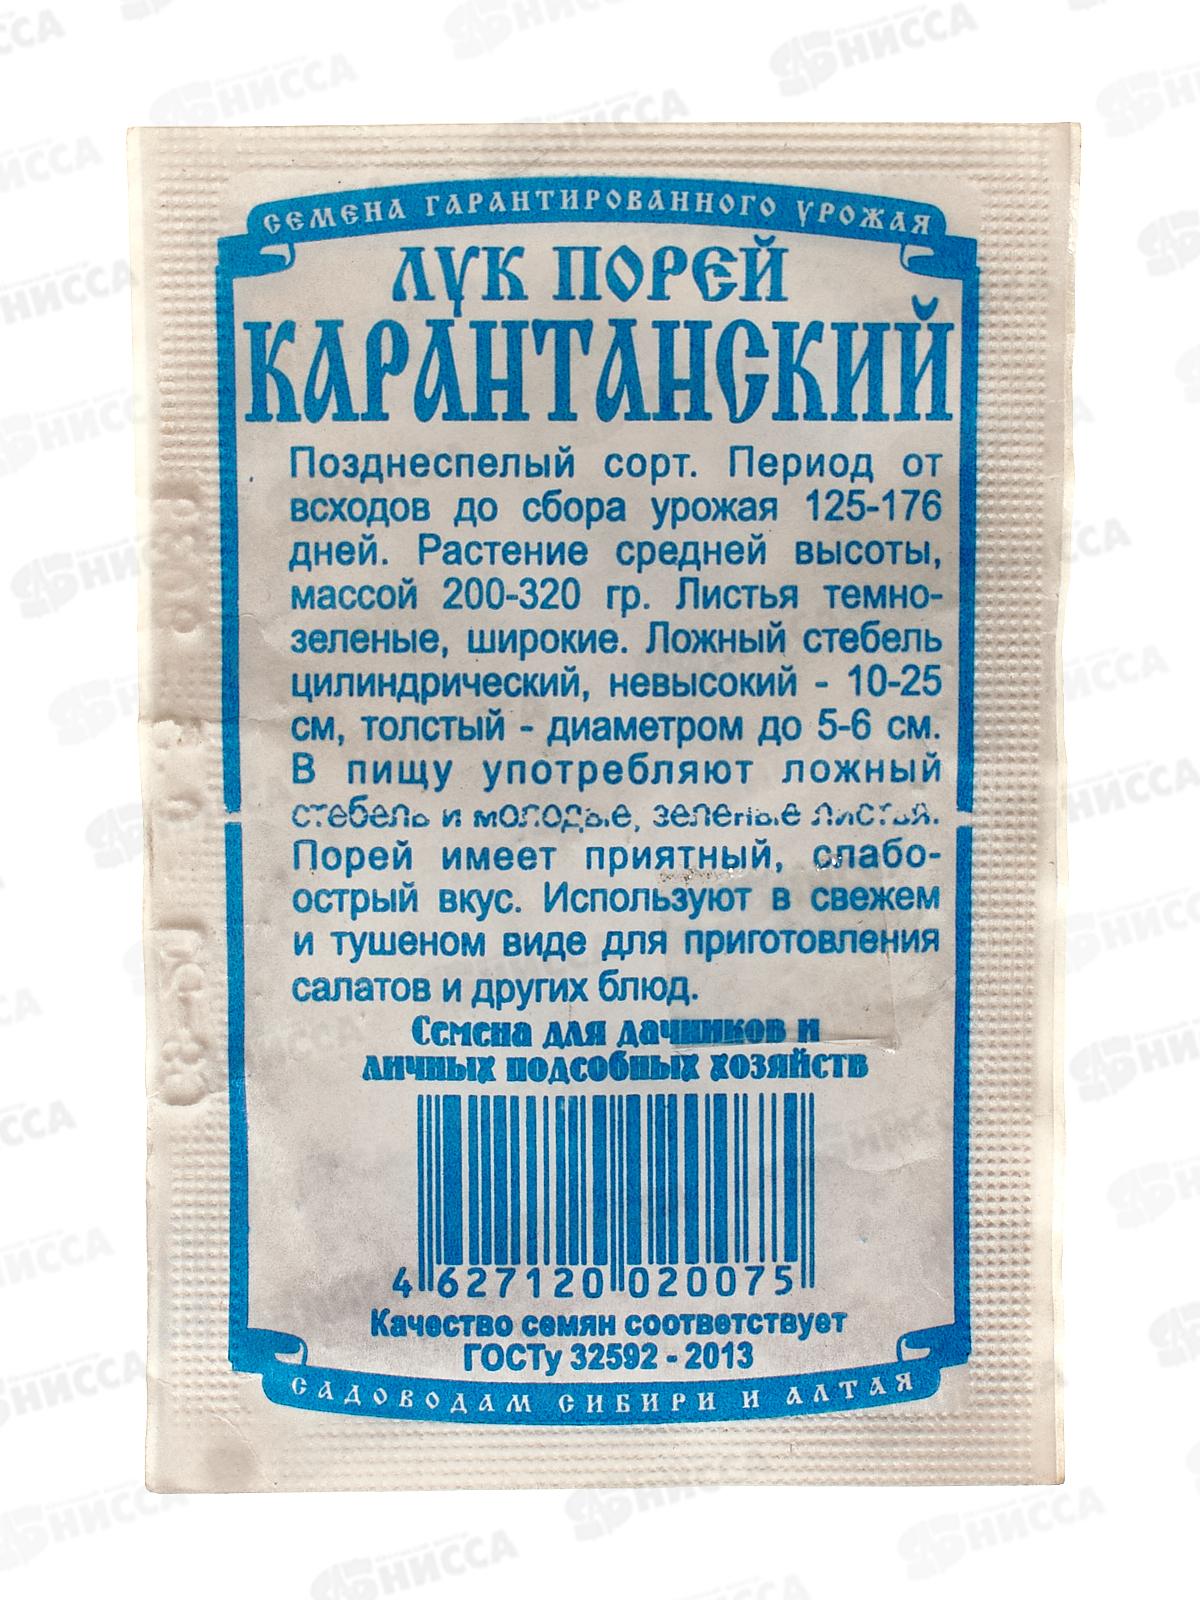 СЕМЕНА ГАРАНТИРОВАННОГО УРОЖАЯ
ЛУК ПОРЕЙ
КАРАНТАНСКИЙ
Позднеспелый сорт. Период от
всходов до сбора урожая 125-176
дней. Растение средней высоты,
массой 200-320 гр. Листья темно-
зеленые, широкие. Ложный стебель
цилиндрический, невысокий - 10-25
см, толстый - диаметром до 5-6 см.
В пищу употребляют ложный
стебель и молодые, зеленые листья.
Порей имеет приятный, слабо-
острый вкус. Используют в свежем
и тушеном виде для приготовления
салатов и других блюд.
Семена для дачников и
личных подсобных хозяйств
4 627120 020075
Качество семян соответствует
ГОСТу 32592 - 2013
САДОВОДАМ СИБИРИ И АЛТАЯ
НИССА